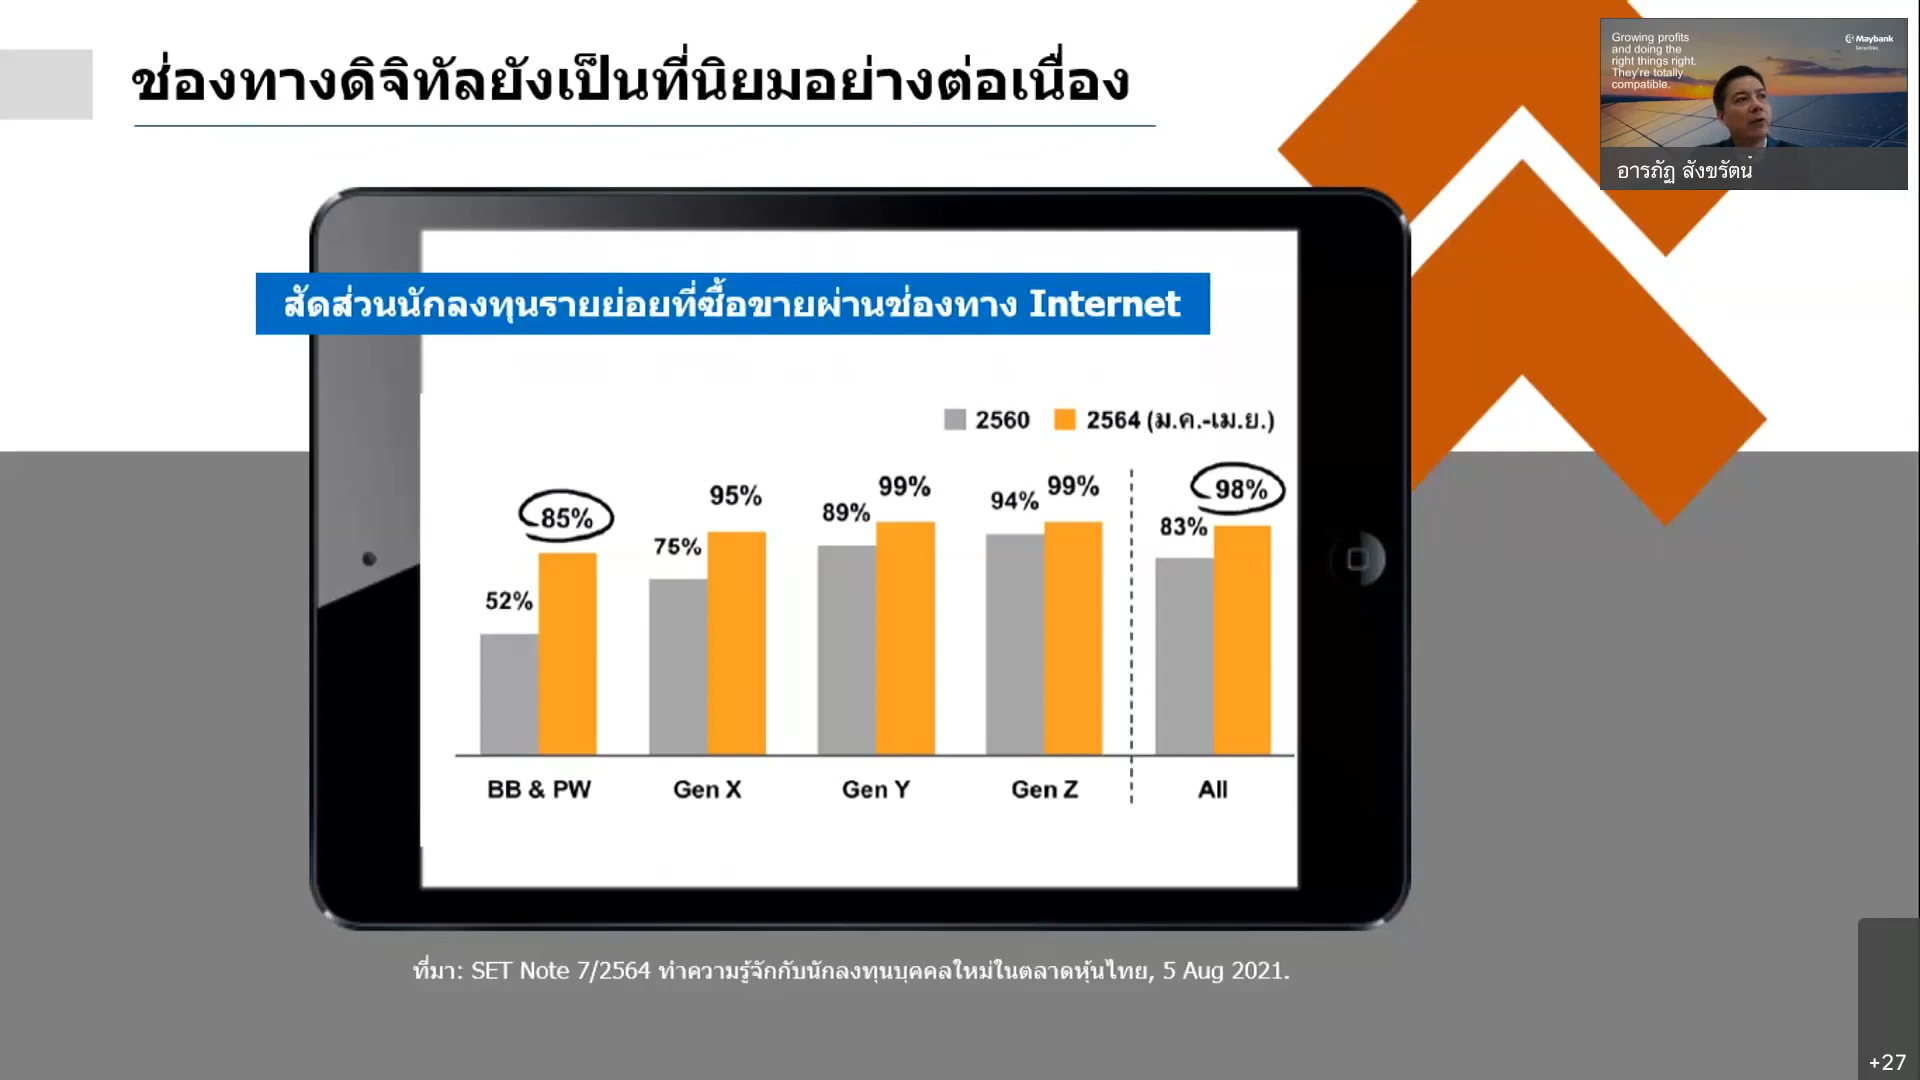 ช่องทางดิจิทัลยังเป็นที่นิยมอย่างต่อเนื่อง
Growing profits
and doing the
right things right.
They're totally
compatible.
Maybank
Securities
อารภัฏ สังขรัตน์
สัดส่วนนักลงทุนรายย่อยที่ซื้อขายผ่านช่องทาง Internet
2560 2564 (ม.ค.-เม.ย.)
52% 85% 75% 95% 89% 99% 94% 99% 83% 98%
BB & PW Gen X Gen Y Gen Z All
ที่มา: SET Note 7/2564 ทำความรู้จักกับนักลงทุนบุคคลใหม่ในตลาดหุ้นไทย, 5 Aug 2021.
+27